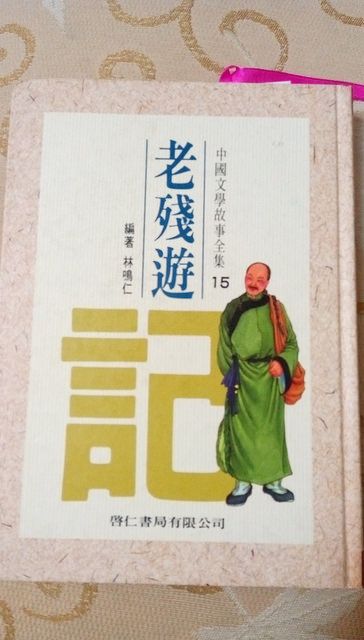 中國文學故事全集 15
老殘遊
記
編著 林鳴仁
啓仁書局有限公司